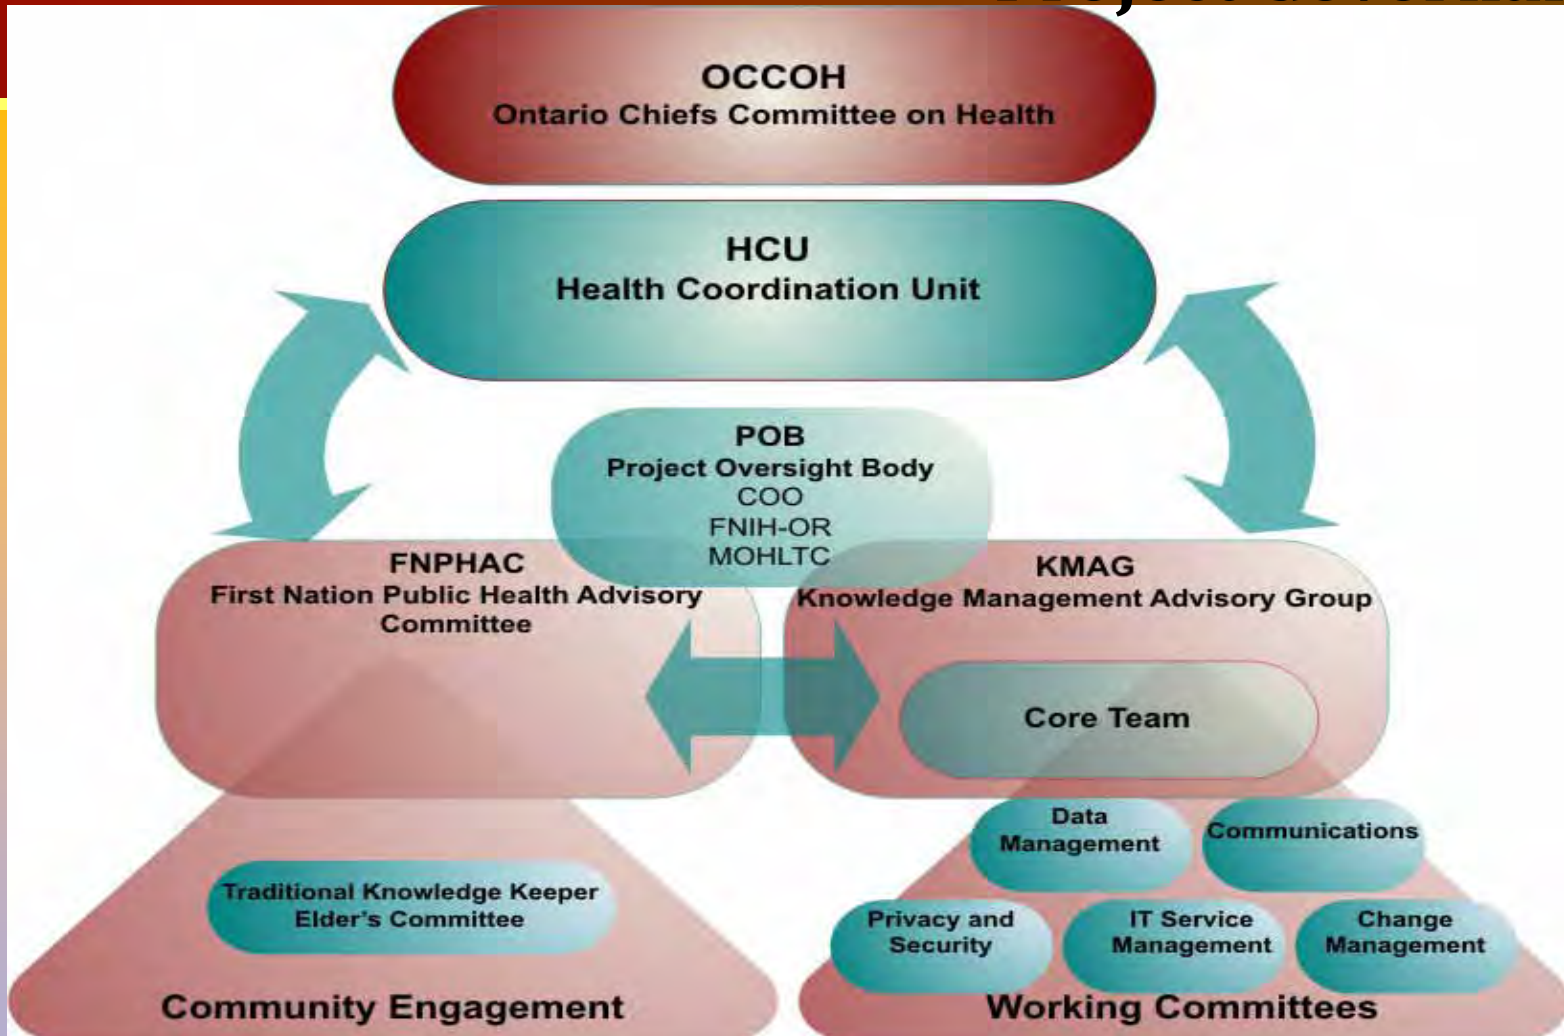 OCCOH
Ontario Chiefs Committee on Health
HCU
Health Coordination Unit
POB
Project Oversight Body
COO
FNIH-OR
MOHLTC
FNPHAC
First Nation Public Health Advisory
Committee
KMAG
Knowledge Management Advisory Group
Core Team
Data
Management
Communications
Traditional Knowledge Keeper
Elder's Committee
Privacy and
Security
IT Service
Management
Change
Management
Community Engagement
Working Committees